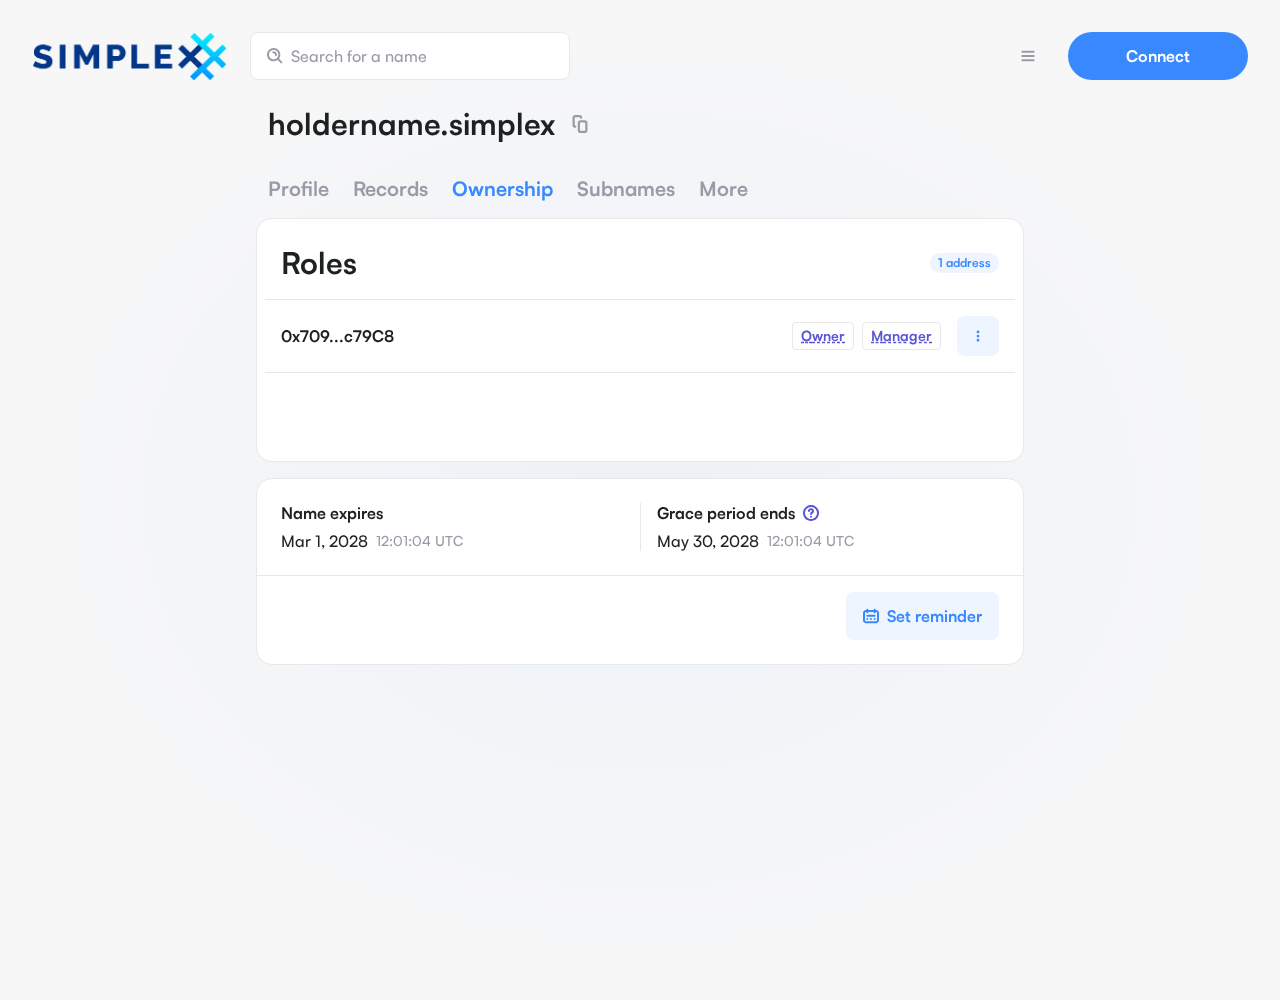 SIMPLEX
Search for a name
Connect
holdername.simplex
Profile Records Ownership Subnames More
Roles
1 address
0x709...c79C8
Owner Manager
Name expires
Mar 1, 2028 12:01:04 UTC
Grace period ends
May 30, 2028 12:01:04 UTC
Set reminder